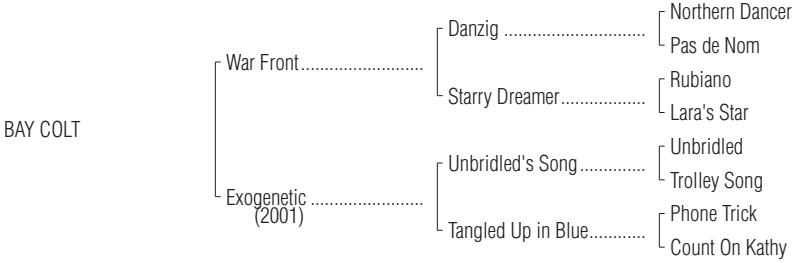 Northern Dancer
Danzig ..............................
Pas de Nom
War Front..........................
Rubiano
Starry Dreamer..................
Lara's Star
BAY COLT
Unbridled
Unbridled's Song..............
Trolley Song
Exogenetic ........................
(2001)
Phone Trick
Tangled Up in Blue............
Count On Kathy